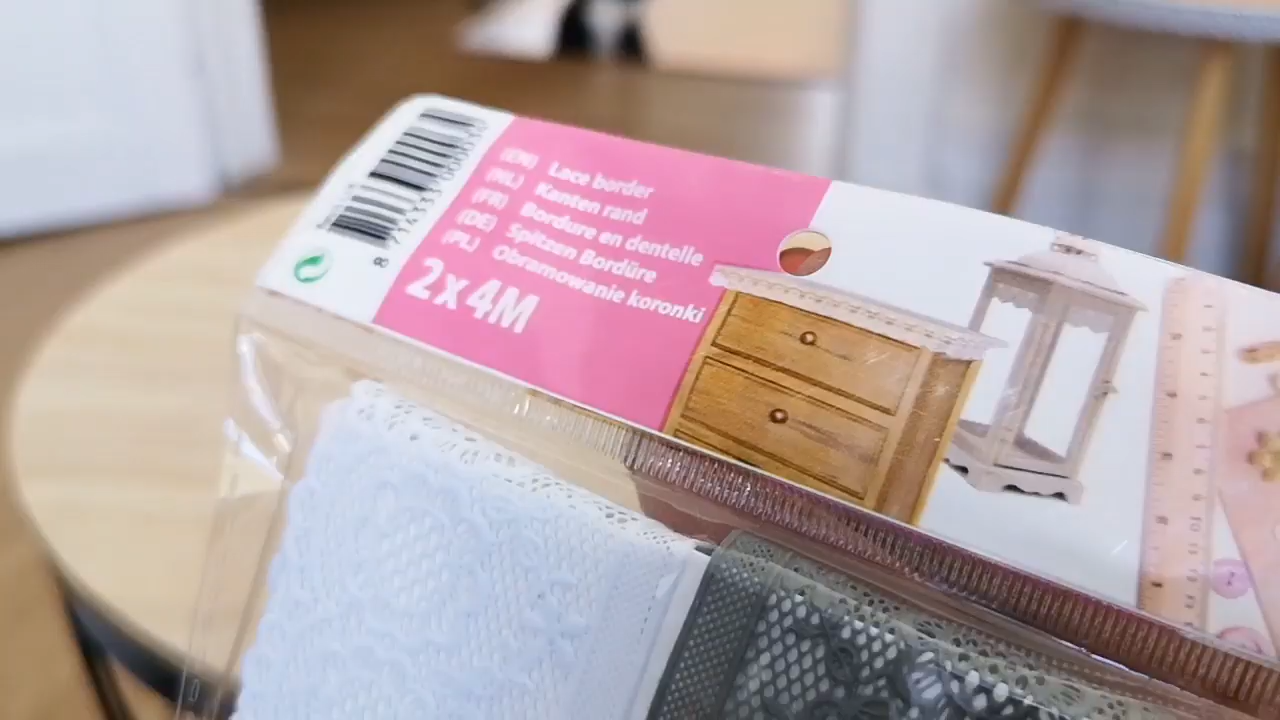 (EN) Lace border
(NL) Kanten rand
(FR) Bordure en dentelle
(DE) Spitzen Bordüre
(PL) Obramowanie koronki
2x4M